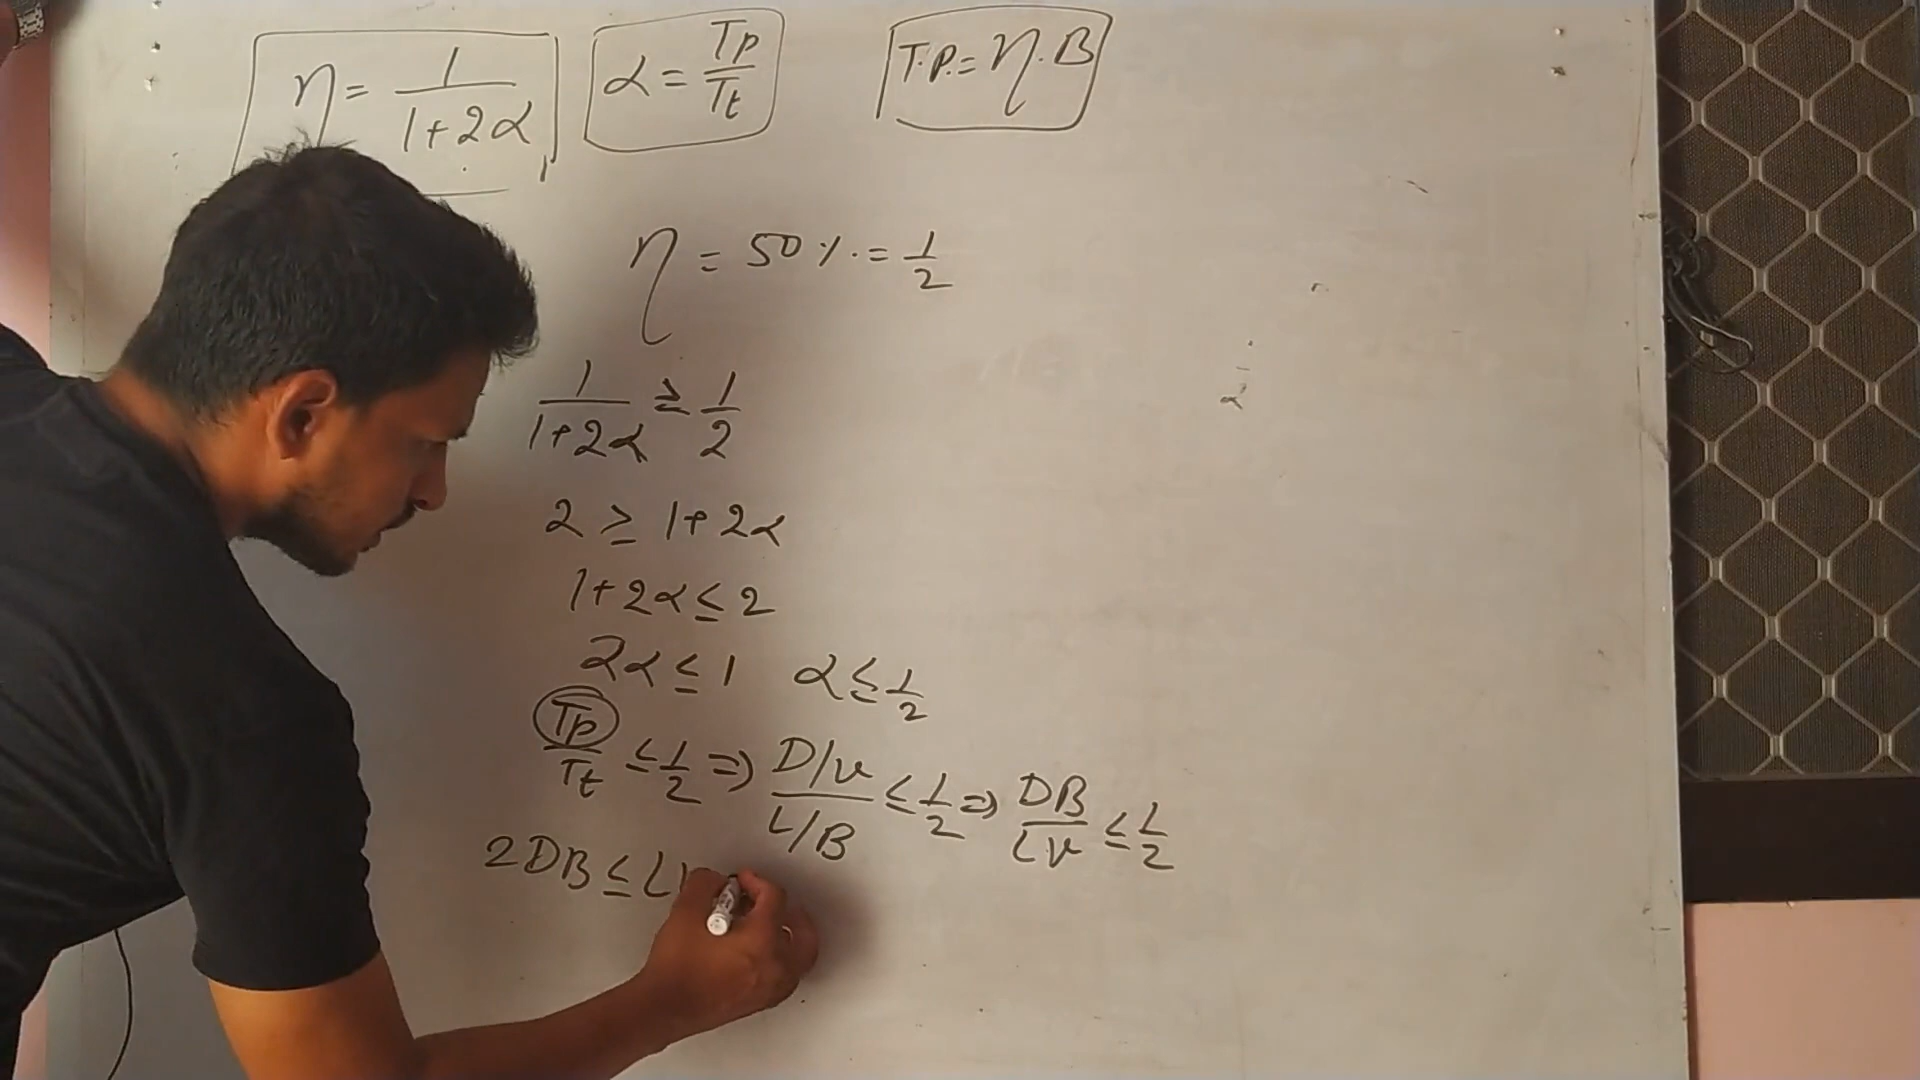 η = 1/(1+2α) α = Tp/Tt T.P. = η.B
η = 50 % = 1/2
1/(1+2α) ≥ 1/2
2 ≥ 1+2α
1+2α ≤ 2
2α ≤ 1 α ≤ 1/2
Tp/Tt ≤ 1/2 ⇒ (D/v)/(L/B) ≤ 1/2 ⇒ DB/Lv ≤ 1/2
2DB ≤ L